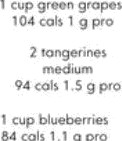 1 cup green grapes
104 cals 1 g pro
2 tangerines
medium
94 cals 1.5 g pro
1 cup blueberries
84 cals 1.1 g pro